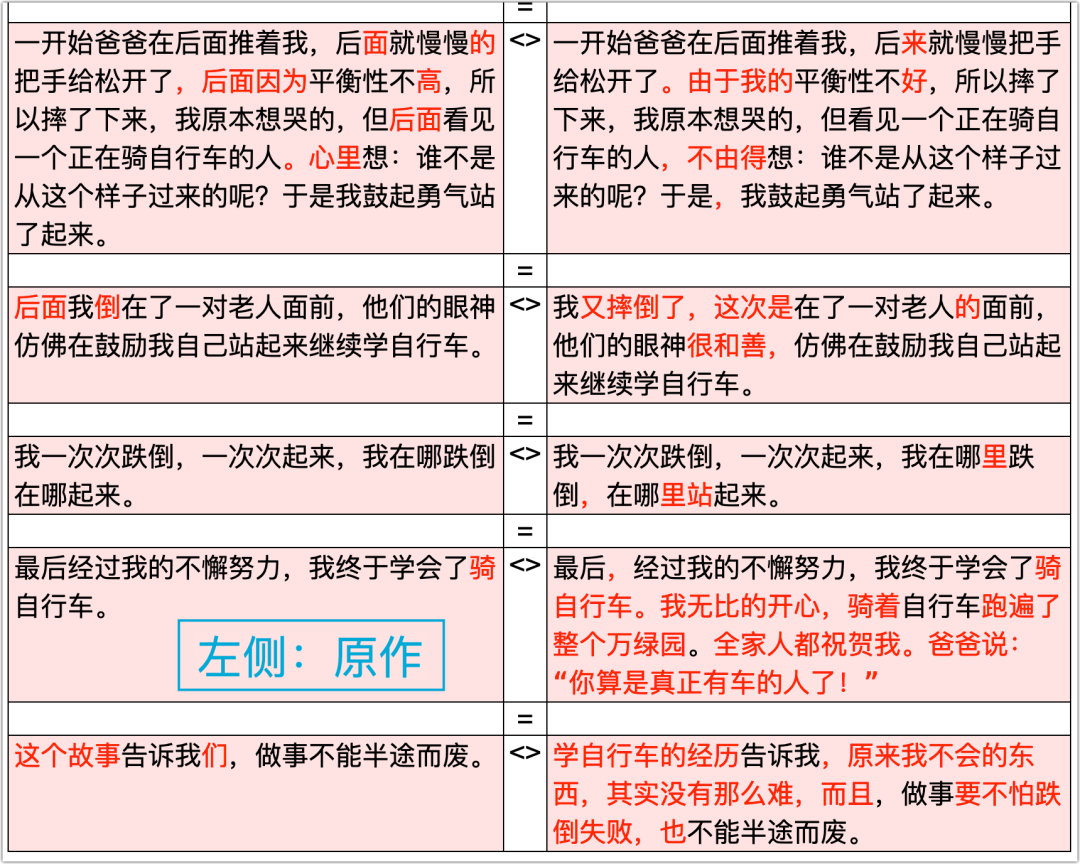 =
一开始爸爸在后面推着我，后面就慢慢的
把手给松开了，后面因为平衡性不高，所
以摔了下来，我原本想哭的，但后面看见
一个正在骑自行车的人。心里想：谁不是
从这个样子过来的呢？于是我鼓起勇气站
了起来。
<>
一开始爸爸在后面推着我，后来就慢慢把手
给松开了。由于我的平衡性不好，所以摔了
下来，我原本想哭的，但看见一个正在骑自
行车的人，不由得想：谁不是从这个样子过
来的呢？于是，我鼓起勇气站了起来。
=
后面我倒在了一对老人面前，他们的眼神
仿佛在鼓励我自己站起来继续学自行车。
<>
我又摔倒了，这次是在了一对老人的面前，
他们的眼神很和善，仿佛在鼓励我自己站起
来继续学自行车。
=
我一次次跌倒，一次次起来，我在哪跌倒
在哪起来。
<>
我一次次跌倒，一次次起来，我在哪里跌
倒，在哪里站起来。
=
最后经过我的不懈努力，我终于学会了骑
自行车。
<>
最后，经过我的不懈努力，我终于学会了骑
自行车。我无比的开心，骑着自行车跑遍了
整个万绿园。全家人都祝贺我。爸爸说：
“你算是真正有车的人了！”
左侧：原作
=
这个故事告诉我们，做事不能半途而废。
<>
学自行车的经历告诉我，原来我不会的东
西，其实没有那么难，而且，做事要不怕跌
倒失败，也不能半途而废。